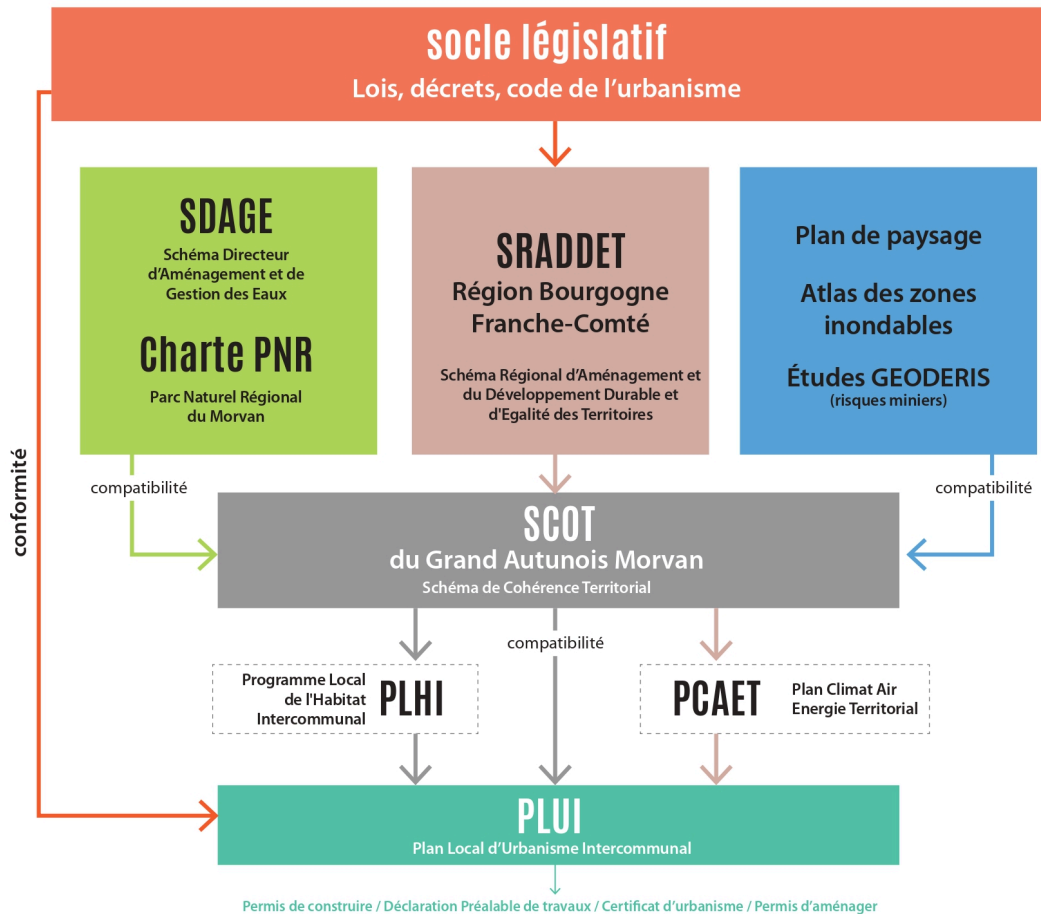 socle législatif
Lois, décrets, code de l'urbanisme
SDAGE
Schéma Directeur
d'Aménagement et de
Gestion des Eaux
Charte PNR
Parc Naturel Régional
du Morvan
SRADDET
Région Bourgogne
Franche-Comté
Schéma Régional d'Aménagement et
du Développement Durable et
d'Egalité des Territoires
Plan de paysage
Atlas des zones
inondables
Études GEODERIS
(risques miniers)
conformité
compatibilité
compatibilité
SCOT
du Grand Autunois Morvan
Schéma de Cohérence Territorial
compatibilité
Programme Local
de l'Habitat
Intercommunal
PLHI
PCAET
Plan Climat Air
Energie Territorial
PLUI
Plan Local d'Urbanisme Intercommunal
Permis de construire / Déclaration Préalable de travaux / Certificat d'urbanisme / Permis d'aménager